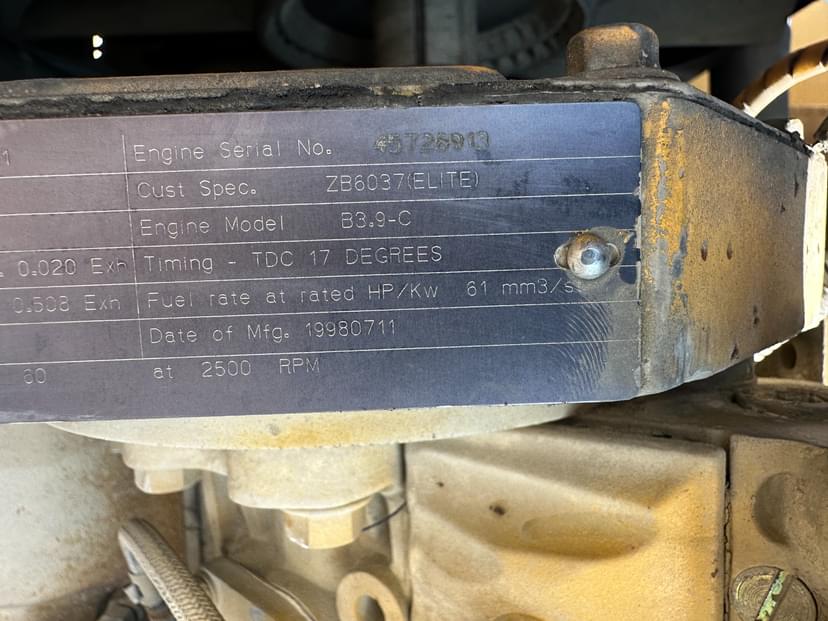 1 Engine Serial No. 45726913
Cust Spec. ZB6037(ELITE)
Engine Model B3.9-C
0.020 Exh Timing - TDC 17 DEGREES
0.508 Exh Fuel rate at rated HP/Kw 61 mm3/s
Date of Mfg. 19980711
60 at 2500 RPM